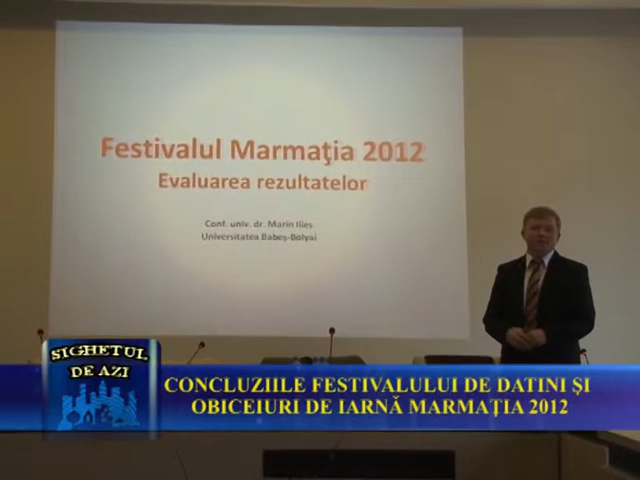 Festivalul Marmaţia 2012
Evaluarea rezultatelor
Conf. univ. dr. Marin Ilieş
Universitatea Babeş-Bolyai
SIGHETUL
DE AZI
CONCLUZIILE FESTIVALULUI DE DATINI ŞI
OBICEIURI DE IARNĂ MARMAŢIA 2012